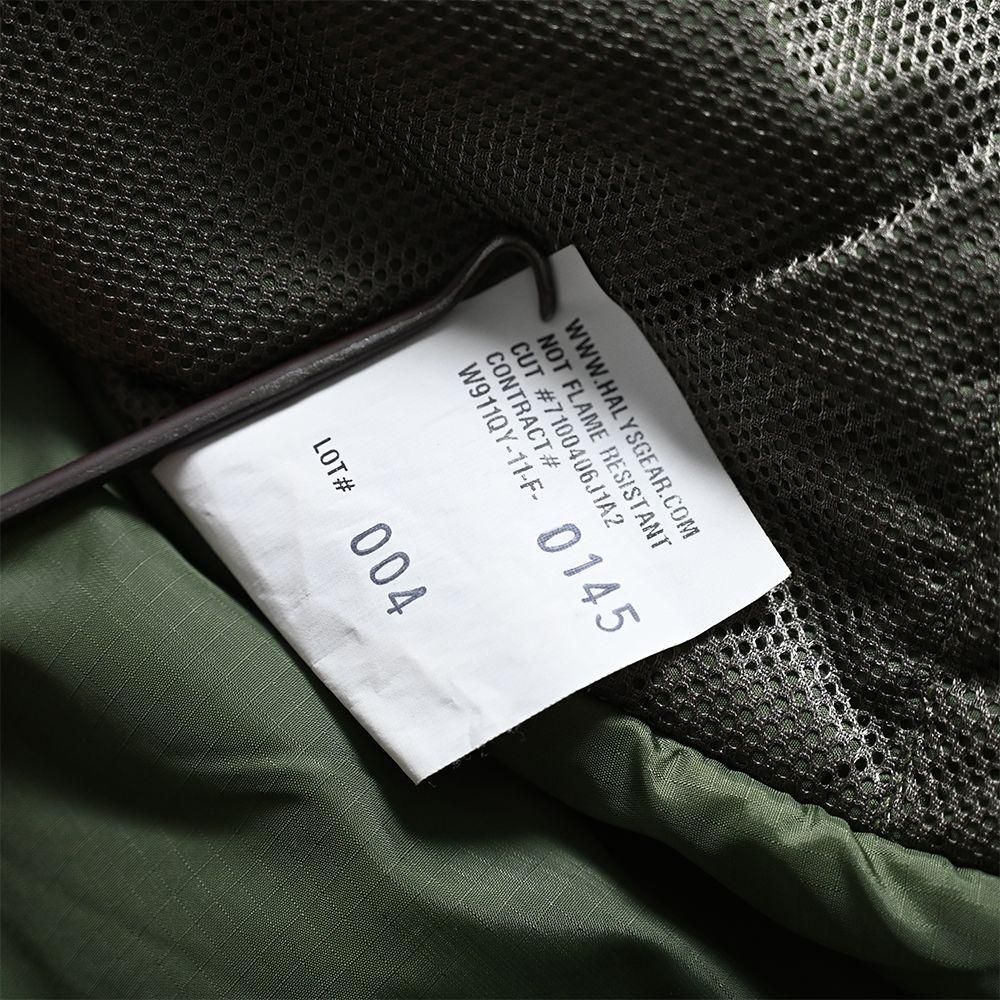 WWW.HALYSGEAR.COM
NOT FLAME RESISTANT
CUT #7100406J1A2
CONTRACT#
W911QY-11-F- 0145
LOT# 004